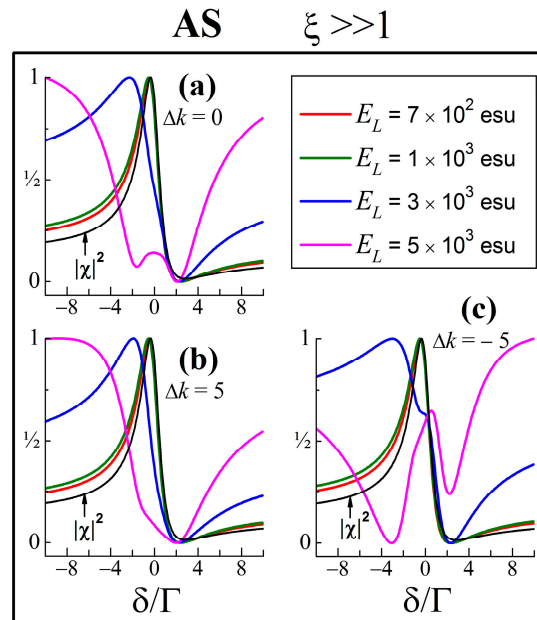 AS ξ >>1
(a)
Δk = 0
1
½
0
|χ|²
−8 −4 0 4 8
E_L = 7 × 10² esu
E_L = 1 × 10³ esu
E_L = 3 × 10³ esu
E_L = 5 × 10³ esu
(b)
Δk = 5
1
½
0
|χ|²
−8 −4 0 4 8
δ/Γ
(c)
Δk = − 5
1
½
0
|χ|²
−8 −4 0 4 8
δ/Γ